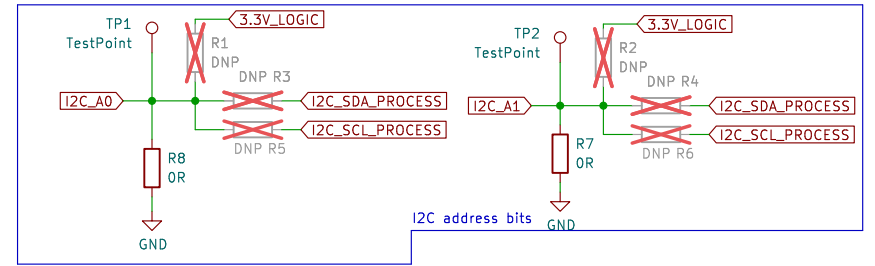 TP1
TestPoint
3.3V_LOGIC
R1
DNP
DNP R3
I2C_A0
I2C_SDA_PROCESS
I2C_SCL_PROCESS
DNP R5
R8
0R
GND
TP2
TestPoint
3.3V_LOGIC
R2
DNP
DNP R4
I2C_A1
I2C_SDA_PROCESS
I2C_SCL_PROCESS
DNP R6
R7
0R
GND
I2C address bits